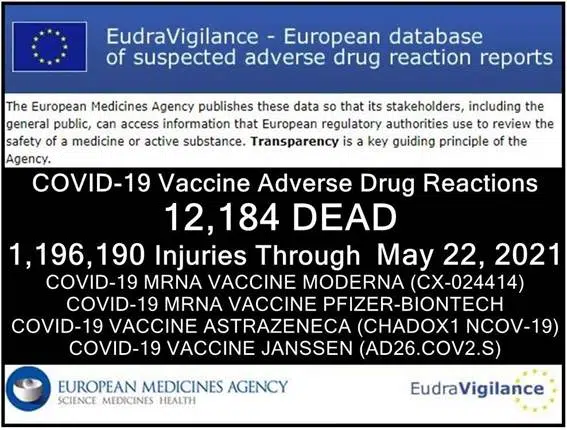 EudraVigilance - European database
of suspected adverse drug reaction reports
The European Medicines Agency publishes these data so that its stakeholders, including the
general public, can access information that European regulatory authorities use to review the
safety of a medicine or active substance. Transparency is a key guiding principle of the
Agency.
COVID-19 Vaccine Adverse Drug Reactions
12,184 DEAD
1,196,190 Injuries Through May 22, 2021
COVID-19 MRNA VACCINE MODERNA (CX-024414)
COVID-19 MRNA VACCINE PFIZER-BIONTECH
COVID-19 VACCINE ASTRAZENECA (CHADOX1 NCOV-19)
COVID-19 VACCINE JANSSEN (AD26.COV2.S)
EUROPEAN MEDICINES AGENCY
SCIENCE MEDICINES HEALTH
EudraVigilance